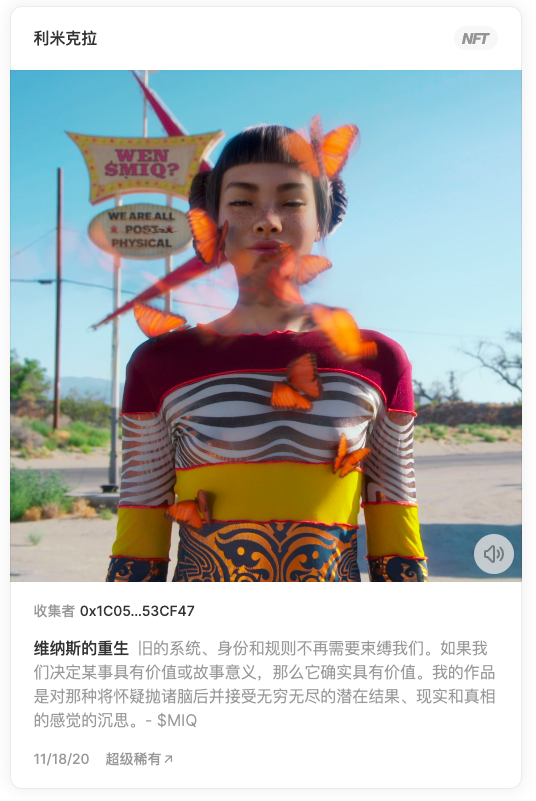 利米克拉
NFT
WEN
$MIQ?
WE ARE ALL
POST
PHYSICAL
收集者 0x1C05...53CF47
维纳斯的重生 旧的系统、身份和规则不再需要束缚我们。如果我
们决定某事具有价值或故事意义，那么它确实具有价值。我的作品
是对那种将怀疑抛诸脑后并接受无穷无尽的潜在结果、现实和真相
的感觉的沉思。- $MIQ
11/18/20 超级稀有↗